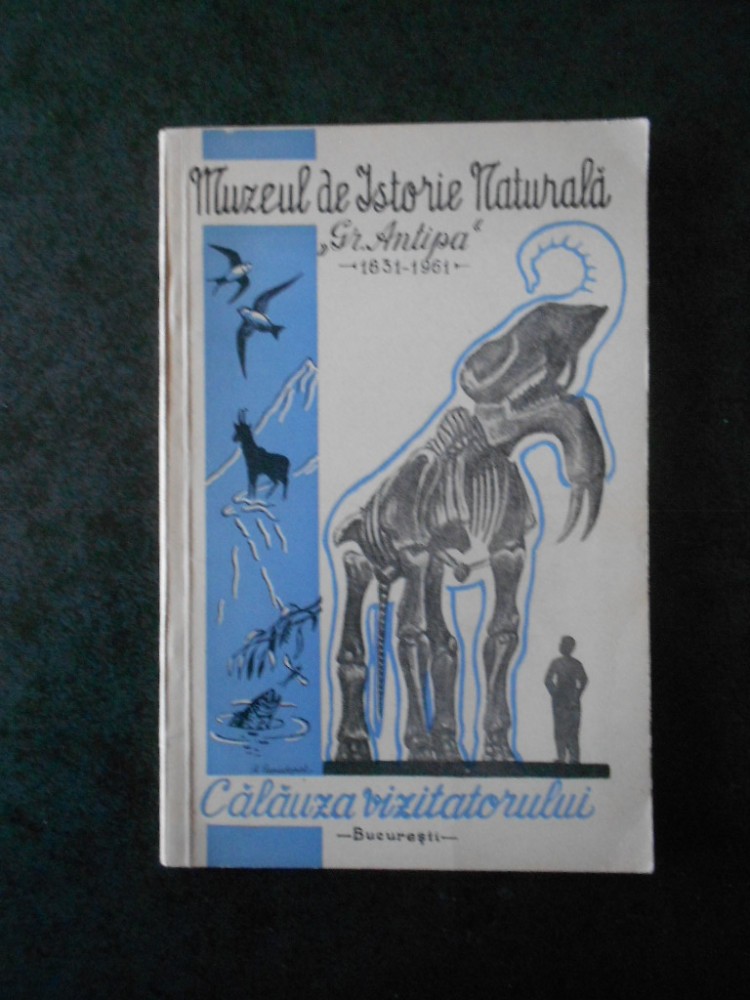 Muzeul de Istorie Naturală
„Gr. Antipa“
1831-1961
Călăuza vizitatorului
—București—